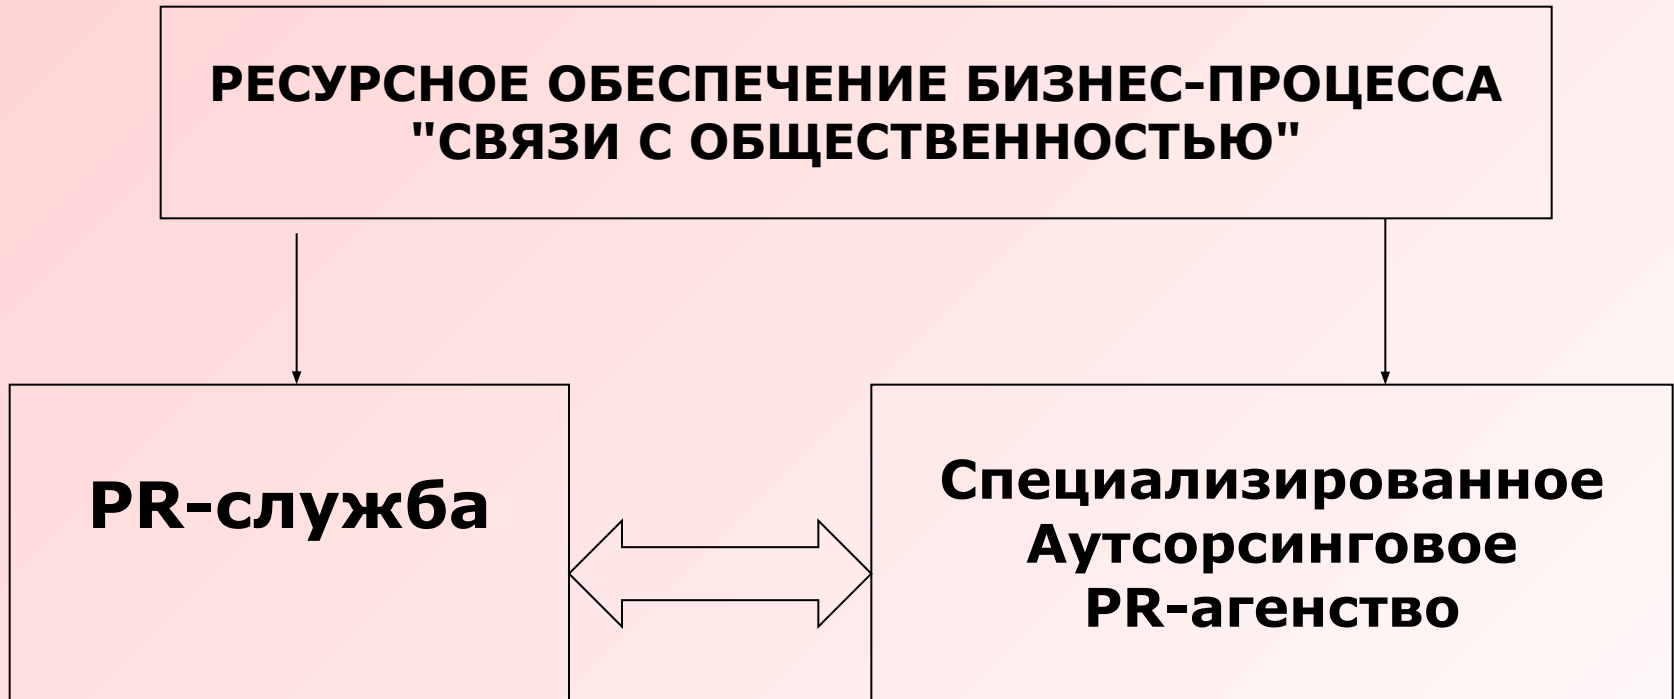 РЕСУРСНОЕ ОБЕСПЕЧЕНИЕ БИЗНЕС-ПРОЦЕССА
"СВЯЗИ С ОБЩЕСТВЕННОСТЬЮ"
PR-служба
Специализированное
Аутсорсинговое
PR-агенство